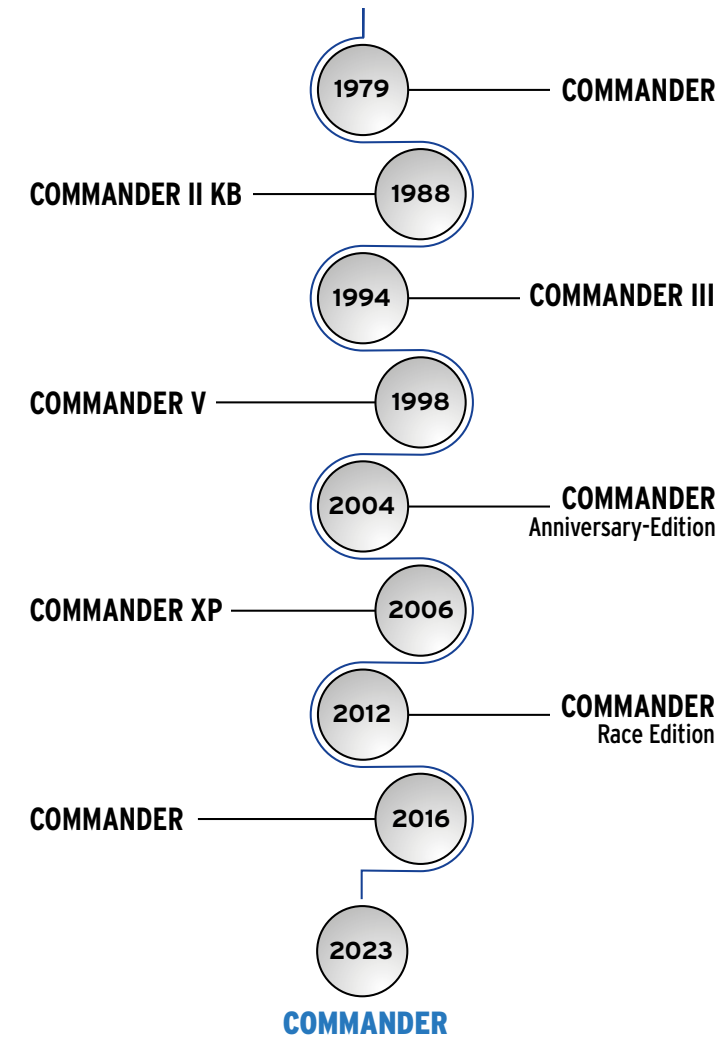 1979
COMMANDER
COMMANDER II KB
1988
1994
COMMANDER III
COMMANDER V
1998
2004
COMMANDER
Anniversary-Edition
COMMANDER XP
2006
2012
COMMANDER
Race Edition
COMMANDER
2016
2023
COMMANDER